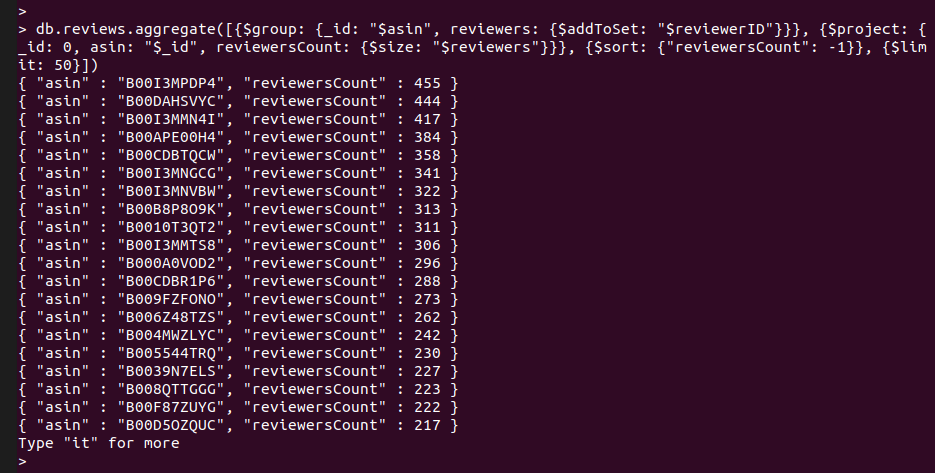 >
> db.reviews.aggregate([{$group: {_id: "$asin", reviewers: {$addToSet: "$reviewerID"}}}, {$project: {
_id: 0, asin: "$_id", reviewersCount: {$size: "$reviewers"}}}, {$sort: {"reviewersCount": -1}}, {$lim
it: 50}])
{ "asin" : "B00I3MPDP4", "reviewersCount" : 455 }
{ "asin" : "B00DAHSVYC", "reviewersCount" : 444 }
{ "asin" : "B00I3MMN4I", "reviewersCount" : 417 }
{ "asin" : "B00APE00H4", "reviewersCount" : 384 }
{ "asin" : "B00CDBTQCW", "reviewersCount" : 358 }
{ "asin" : "B00I3MNGCG", "reviewersCount" : 341 }
{ "asin" : "B00I3MNVBW", "reviewersCount" : 322 }
{ "asin" : "B00B8P8O9K", "reviewersCount" : 313 }
{ "asin" : "B0010T3QT2", "reviewersCount" : 311 }
{ "asin" : "B00I3MMTS8", "reviewersCount" : 306 }
{ "asin" : "B000A0VOD2", "reviewersCount" : 296 }
{ "asin" : "B00CDBR1P6", "reviewersCount" : 288 }
{ "asin" : "B009FZFONO", "reviewersCount" : 273 }
{ "asin" : "B006Z48TZS", "reviewersCount" : 262 }
{ "asin" : "B004MWZLYC", "reviewersCount" : 242 }
{ "asin" : "B005544TRQ", "reviewersCount" : 230 }
{ "asin" : "B0039N7ELS", "reviewersCount" : 227 }
{ "asin" : "B008QTTGGG", "reviewersCount" : 223 }
{ "asin" : "B00F87ZUYG", "reviewersCount" : 222 }
{ "asin" : "B00D5OZQUC", "reviewersCount" : 217 }
Type "it" for more
>